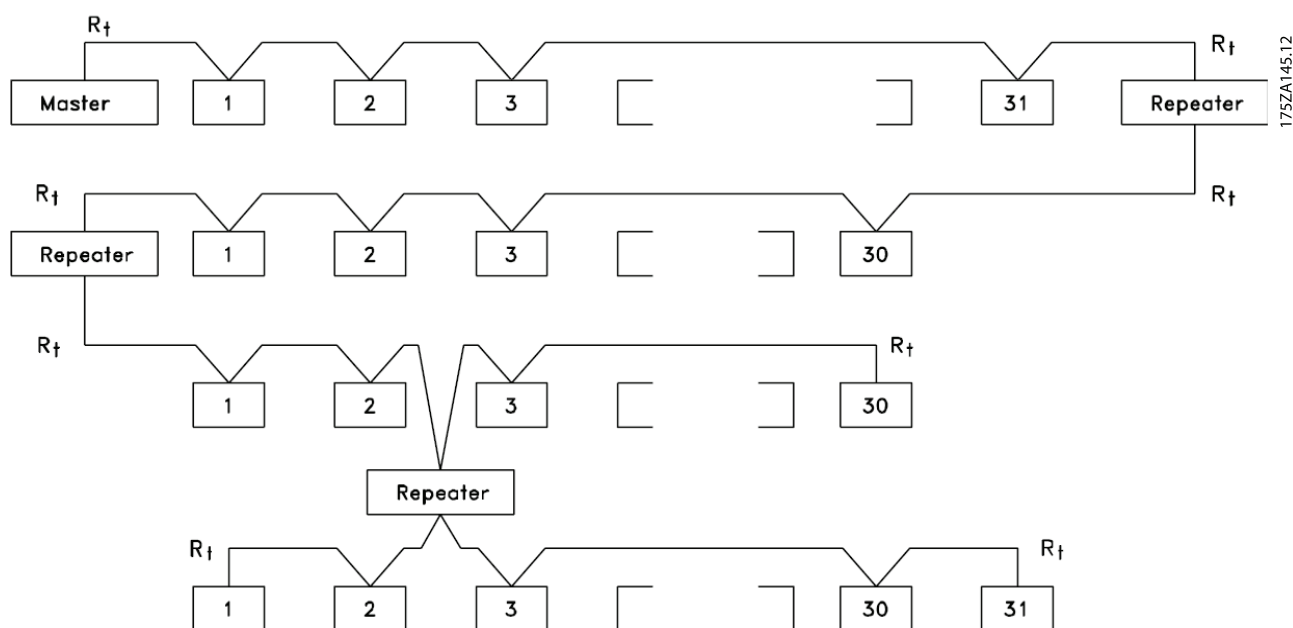 Rt
Rt
Master 1 2 3 31 Repeater
175ZA145.12
Rt Rt
Repeater 1 2 3 30
Rt Rt
1 2 3 30
Repeater
Rt Rt
1 2 3 30 31